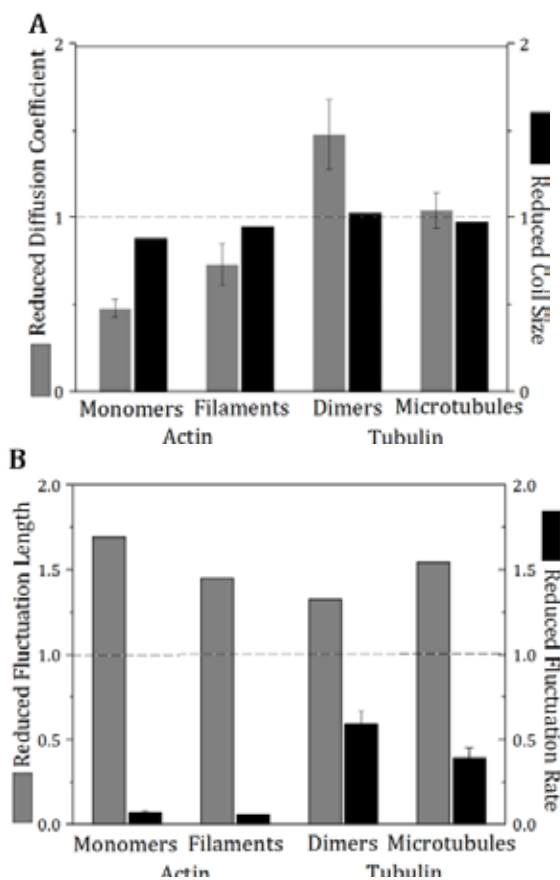 A
Reduced Diffusion Coefficient
2
1
0
2
1
0
Reduced Coil Size
Monomers Filaments Dimers Microtubules
Actin Tubulin
B
Reduced Fluctuation Length
2.0
1.5
1.0
0.5
0.0
2.0
1.5
1.0
0.5
0.0
Reduced Fluctuation Rate
Monomers Filaments Dimers Microtubules
Actin Tubulin